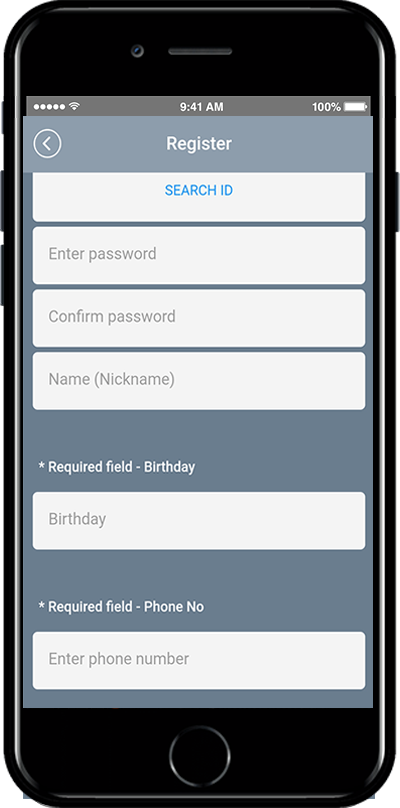 9:41 AM
100%
Register
SEARCH ID
Enter password
Confirm password
Name (Nickname)
* Required field - Birthday
Birthday
* Required field - Phone No
Enter phone number